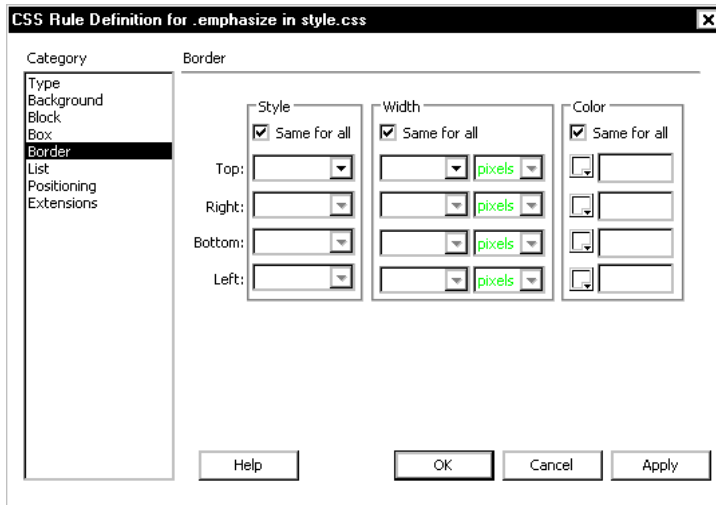 CSS Rule Definition for .emphasize in style.css
Category
Border
Type
Background
Block
Box
Border
List
Positioning
Extensions
Style Width Color
Same for all Same for all Same for all
Top: pixels
Right: pixels
Bottom: pixels
Left: pixels
Help OK Cancel Apply